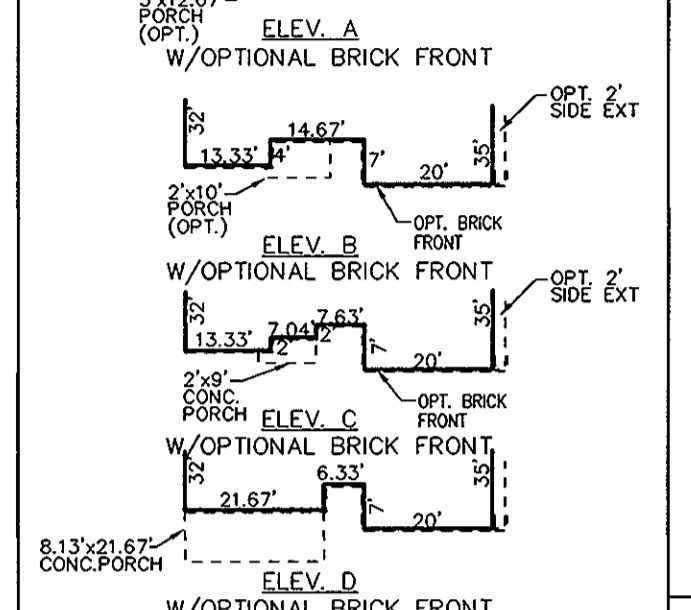 PORCH
(OPT.)
ELEV. A
W/OPTIONAL BRICK FRONT
OPT. 2'
SIDE EXT
32'
14.67'
13.33'
4'
7'
20'
35'
2'x10'
PORCH
(OPT.)
OPT. BRICK
FRONT
ELEV. B
W/OPTIONAL BRICK FRONT
OPT. 2'
SIDE EXT
32'
13.33'
7.04'
2'
7.63'
2'
7'
20'
35'
2'x9'
CONC.
PORCH
OPT. BRICK
FRONT
ELEV. C
W/OPTIONAL BRICK FRONT
32'
21.67'
6.33'
7'
20'
35'
8.13'x21.67'
CONC.PORCH
ELEV. D
W/OPTIONAL BRICK FRONT